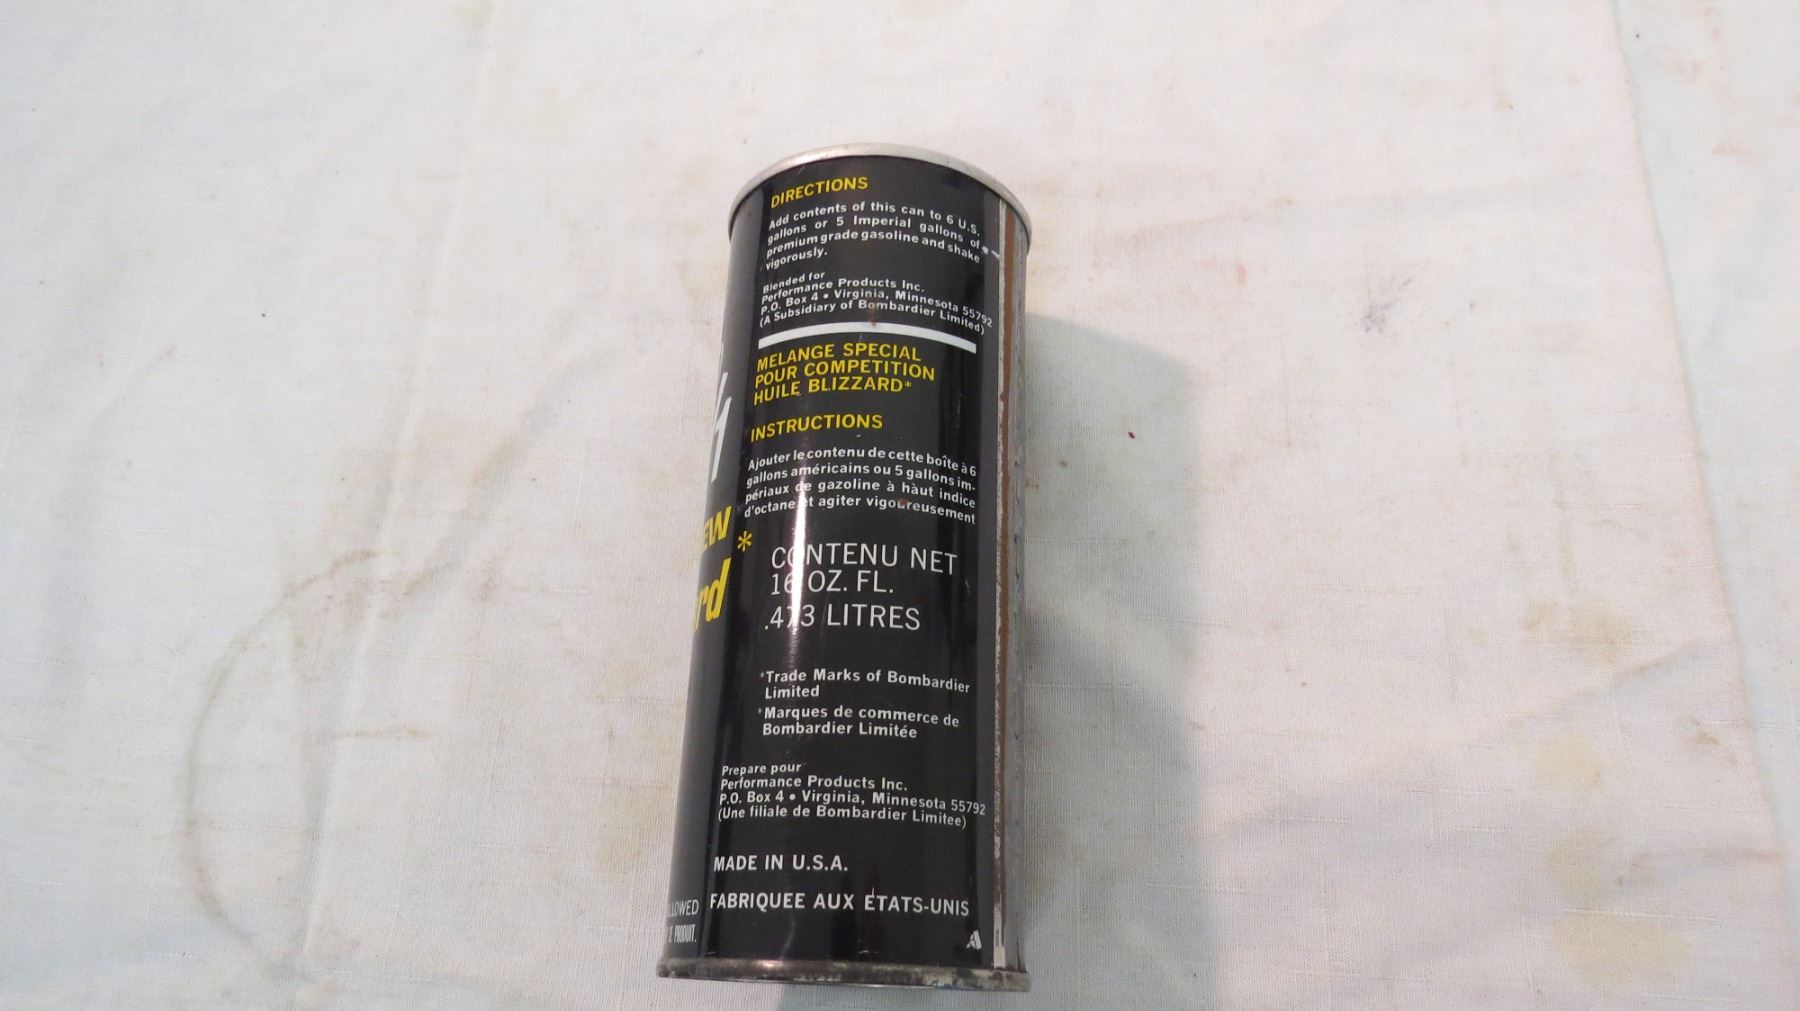 DIRECTIONS
Add contents of this can to 6 U.S.
gallons or 5 Imperial gallons of
premium grade gasoline and shake
vigorously.
Blended for
Performance Products Inc.
P.O. Box 4 • Virginia, Minnesota 55792
(A Subsidiary of Bombardier Limited)
MELANGE SPECIAL
POUR COMPETITION
HUILE BLIZZARD*
INSTRUCTIONS
Ajouter le contenu de cette boîte à 6
gallons américains ou 5 gallons im-
périaux de gazoline à hàut indice
d'octane et agiter vigoureusement
*
CONTENU NET
16 OZ. FL.
.473 LITRES
*Trade Marks of Bombardier
Limited
*Marques de commerce de
Bombardier Limitée
Prepare pour
Performance Products Inc.
P.O. Box 4 • Virginia, Minnesota 55792
(Une filiale de Bombardier Limitee)
MADE IN U.S.A.
FABRIQUEE AUX ÉTATS-UNIS
PRODUIT.